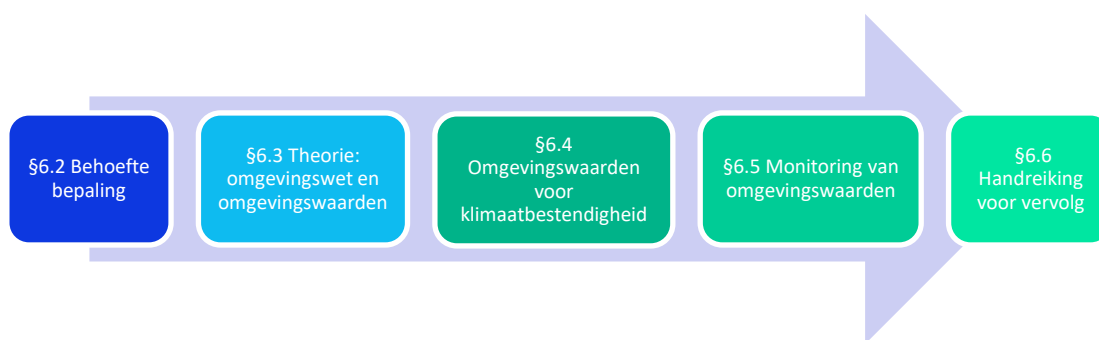 §6.2 Behoefte
bepaling
§6.3 Theorie:
omgevingswet en
omgevingswaarden
§6.4
Omgevingswaarden
voor
klimaatbestendigheid
§6.5 Monitoring van
omgevingswaarden
§6.6
Handreiking
voor vervolg